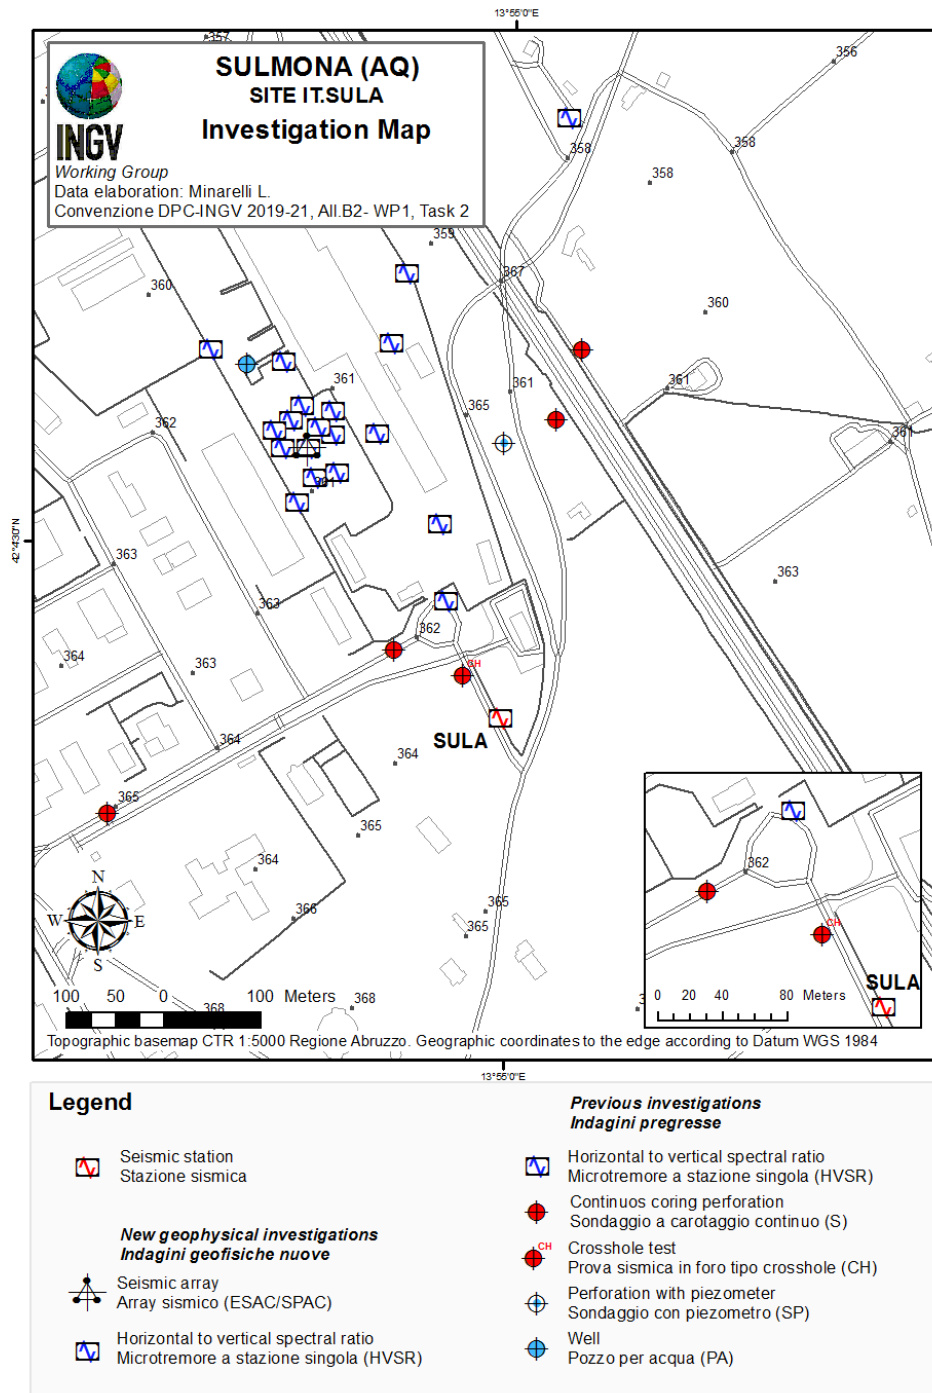 13°55'0"E
357
356
SULMONA (AQ)
SITE IT.SULA
Investigation Map
INGV
Working Group
Data elaboration: Minarelli L.
Convenzione DPC-INGV 2019-21, All.B2- WP1, Task 2
358
358
358
359
367
360
360
361
361
361
365
362
361
42°430"N
363
363
363
362
CH
364
363
SULA
364
364
365
365
364
366
365
365
N
W
E
S
362
CH
SULA
0 20 40 80 Meters
100 50 0 100 Meters
368
368
Topographic basemap CTR 1:5000 Regione Abruzzo. Geographic coordinates to the edge according to Datum WGS 1984
13°55'0"E
Legend
Seismic station
Stazione sismica
New geophysical investigations
Indagini geofisiche nuove
Seismic array
Array sismico (ESAC/SPAC)
Horizontal to vertical spectral ratio
Microtremore a stazione singola (HVSR)
Previous investigations
Indagini pregresse
Horizontal to vertical spectral ratio
Microtremore a stazione singola (HVSR)
Continuos coring perforation
Sondaggio a carotaggio continuo (S)
CH
Crosshole test
Prova sismica in foro tipo crosshole (CH)
Perforation with piezometer
Sondaggio con piezometro (SP)
Well
Pozzo per acqua (PA)